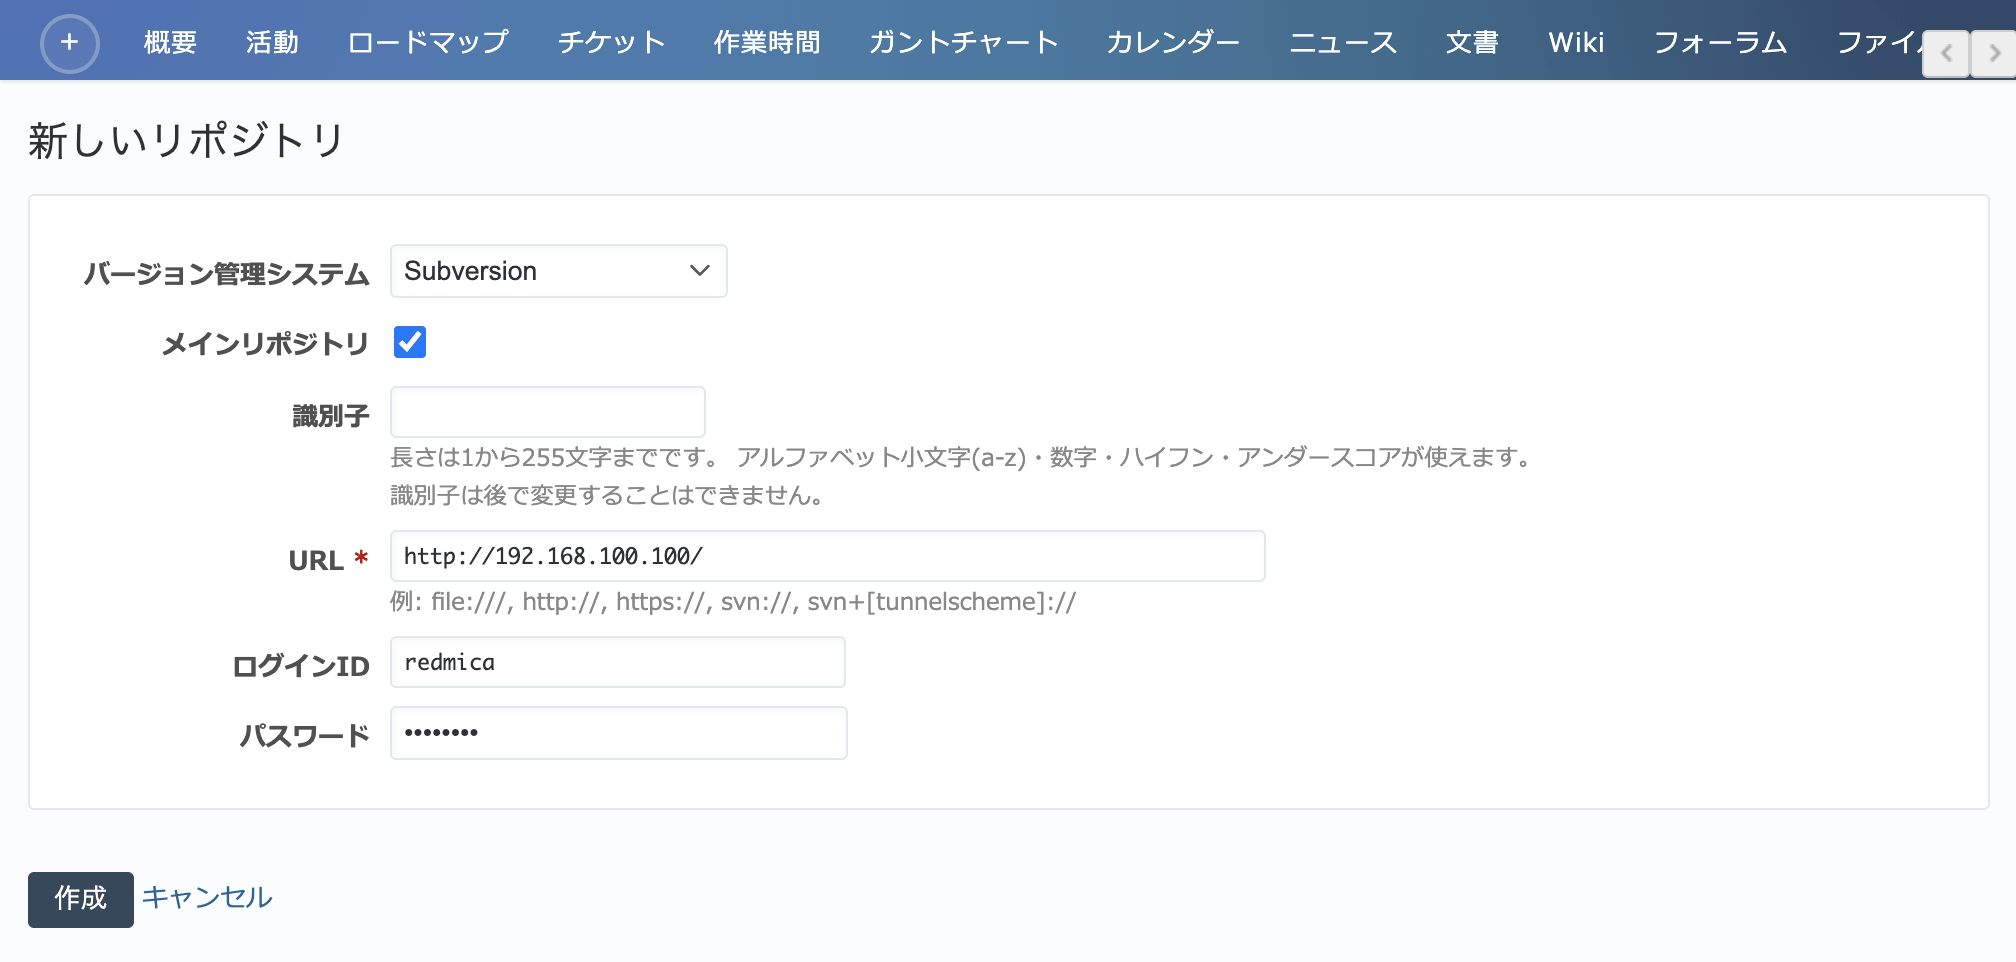 + 概要 活動 ロードマップ チケット 作業時間 ガントチャート カレンダー ニュース 文書 Wiki フォーラム ファイ
新しいリポジトリ
バージョン管理システム Subversion
メインリポジトリ
識別子
長さは1から255文字までです。 アルファベット小文字(a-z)・数字・ハイフン・アンダースコアが使えます。
識別子は後で変更することはできません。
URL * http://192.168.100.100/
例: file:///, http://, https://, svn://, svn+[tunnelscheme]://
ログインID redmica
パスワード ••••••••
作成 キャンセル